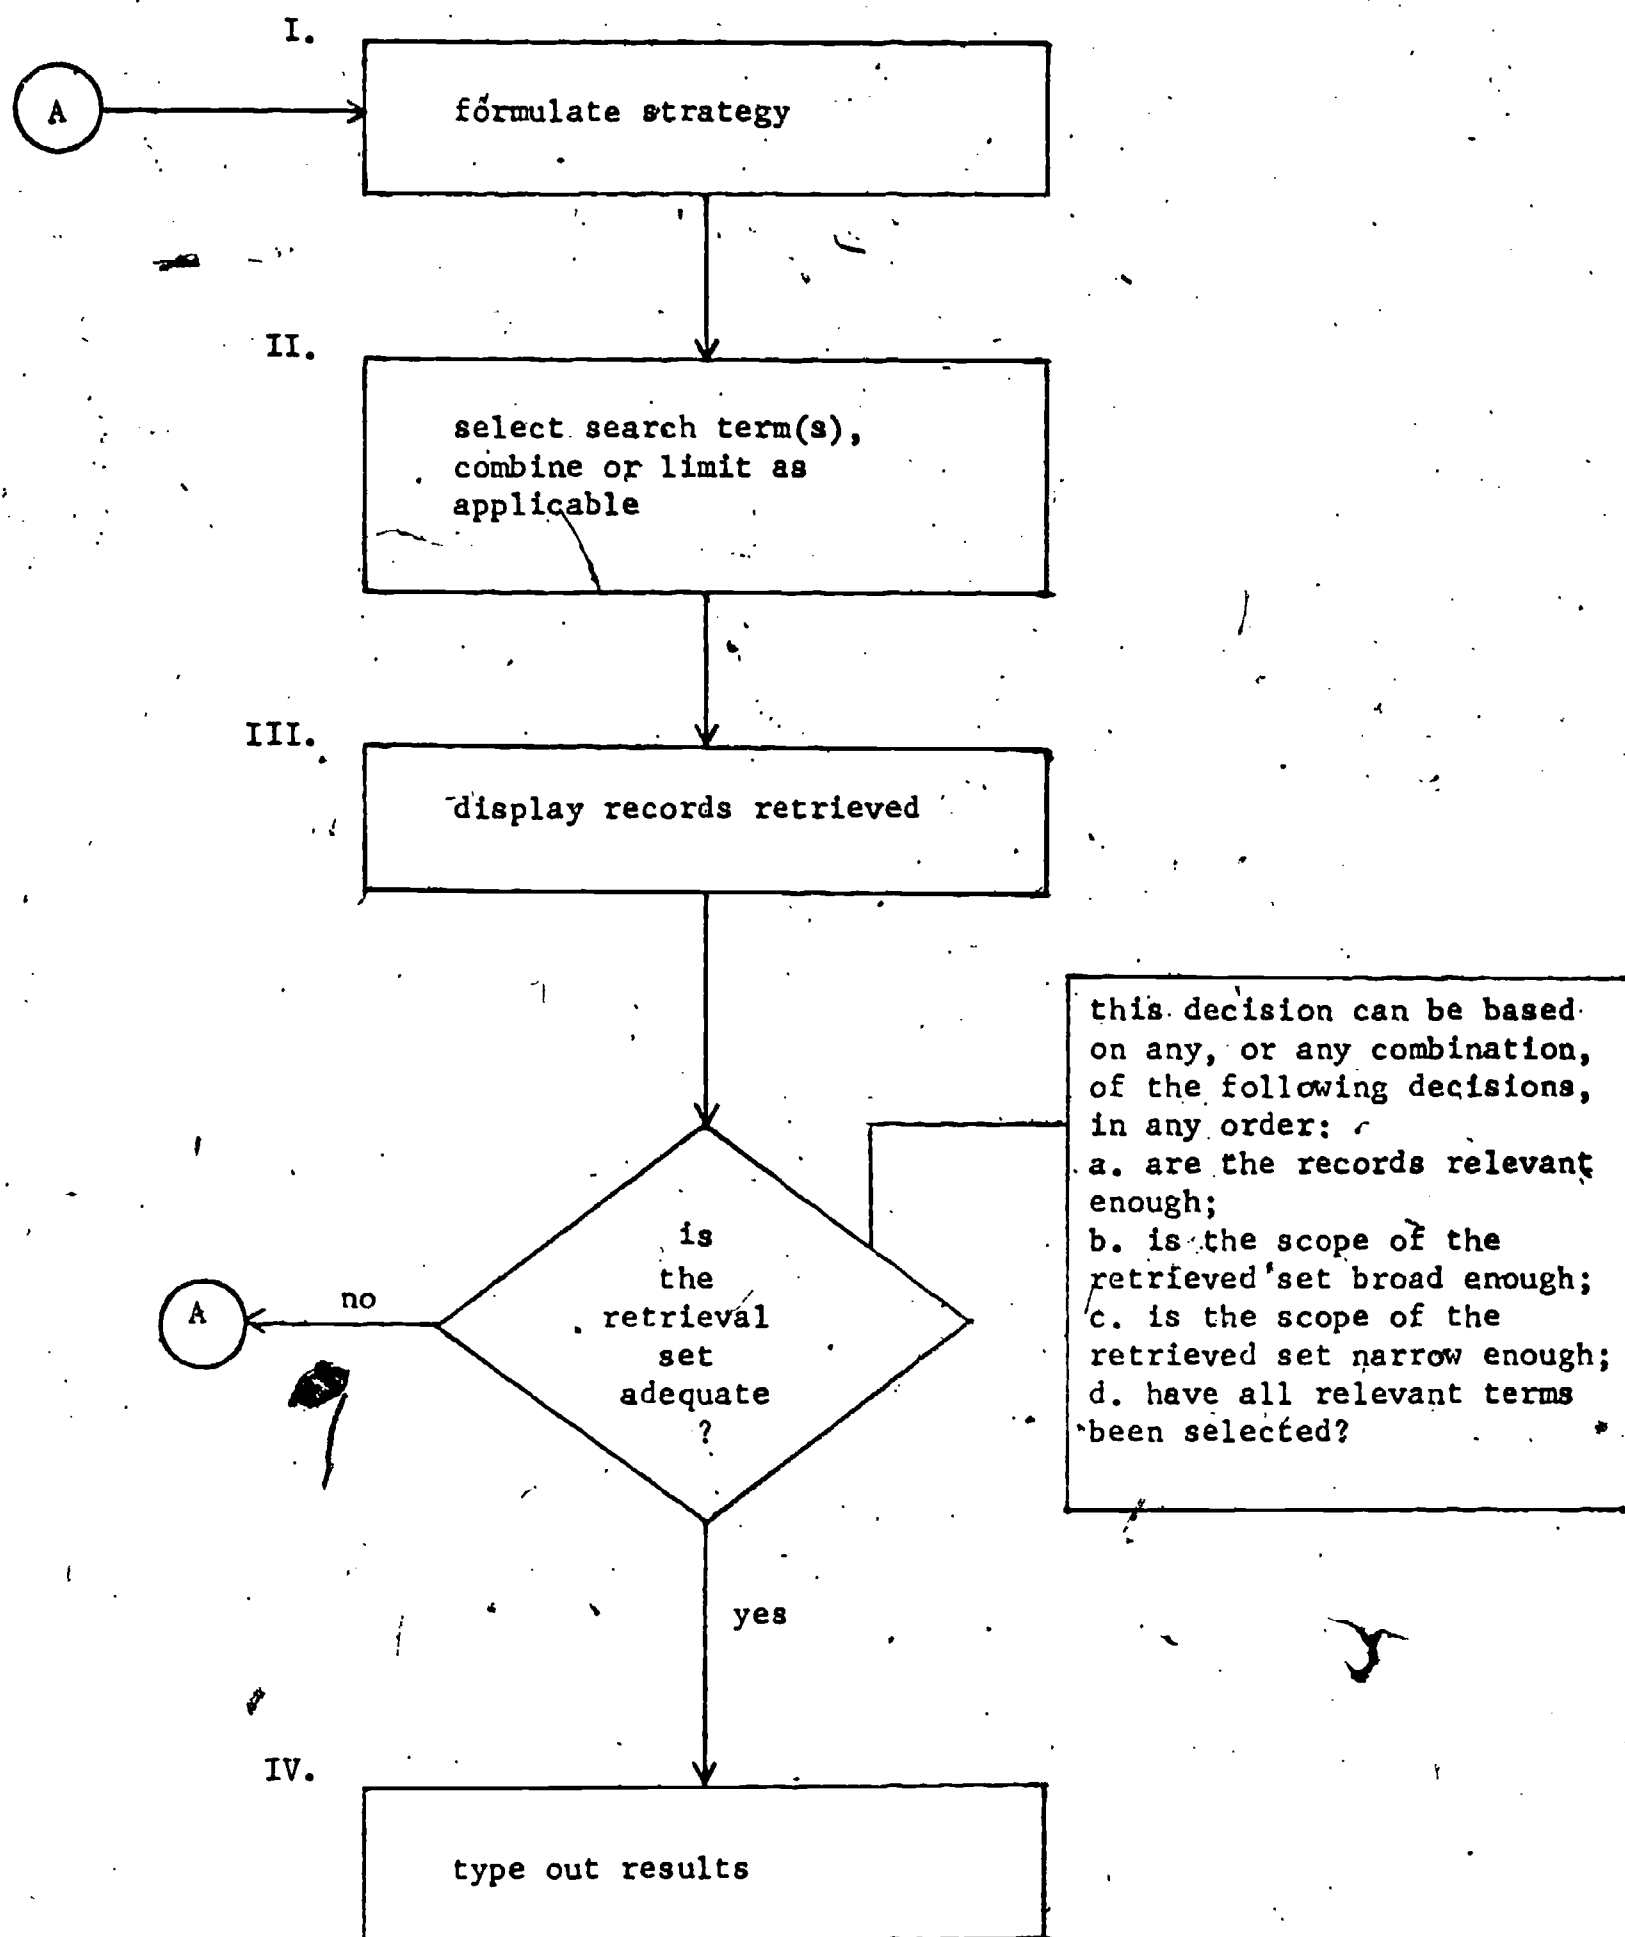 I.
A
formulate strategy
II.
select search term(s),
combine or limit as
applicable
III.
display records retrieved
this decision can be based
on any, or any combination,
of the following decisions,
in any order:
a. are the records relevant
enough;
b. is the scope of the
retrieved set broad enough;
c. is the scope of the
retrieved set narrow enough;
d. have all relevant terms
been selected?
is
the
retrieval
set
adequate
?
no
A
yes
IV.
type out results